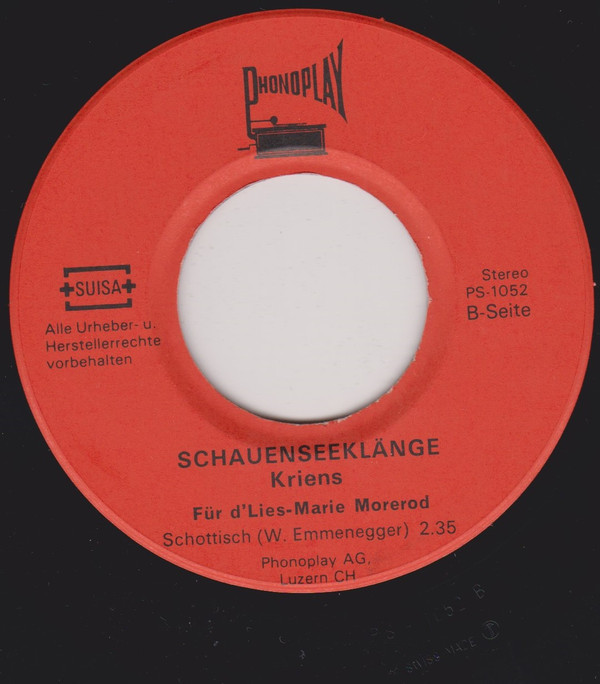 PHONOPLAY
+SUISA+
Alle Urheber- u.
Herstellerrechte
vorbehalten
Stereo
PS-1052
B-Seite
SCHAUENSEEKLÄNGE
Kriens
Für d'Lies-Marie Morerod
Schottisch (W. Emmenegger) 2.35
Phonoplay AG,
Luzern CH